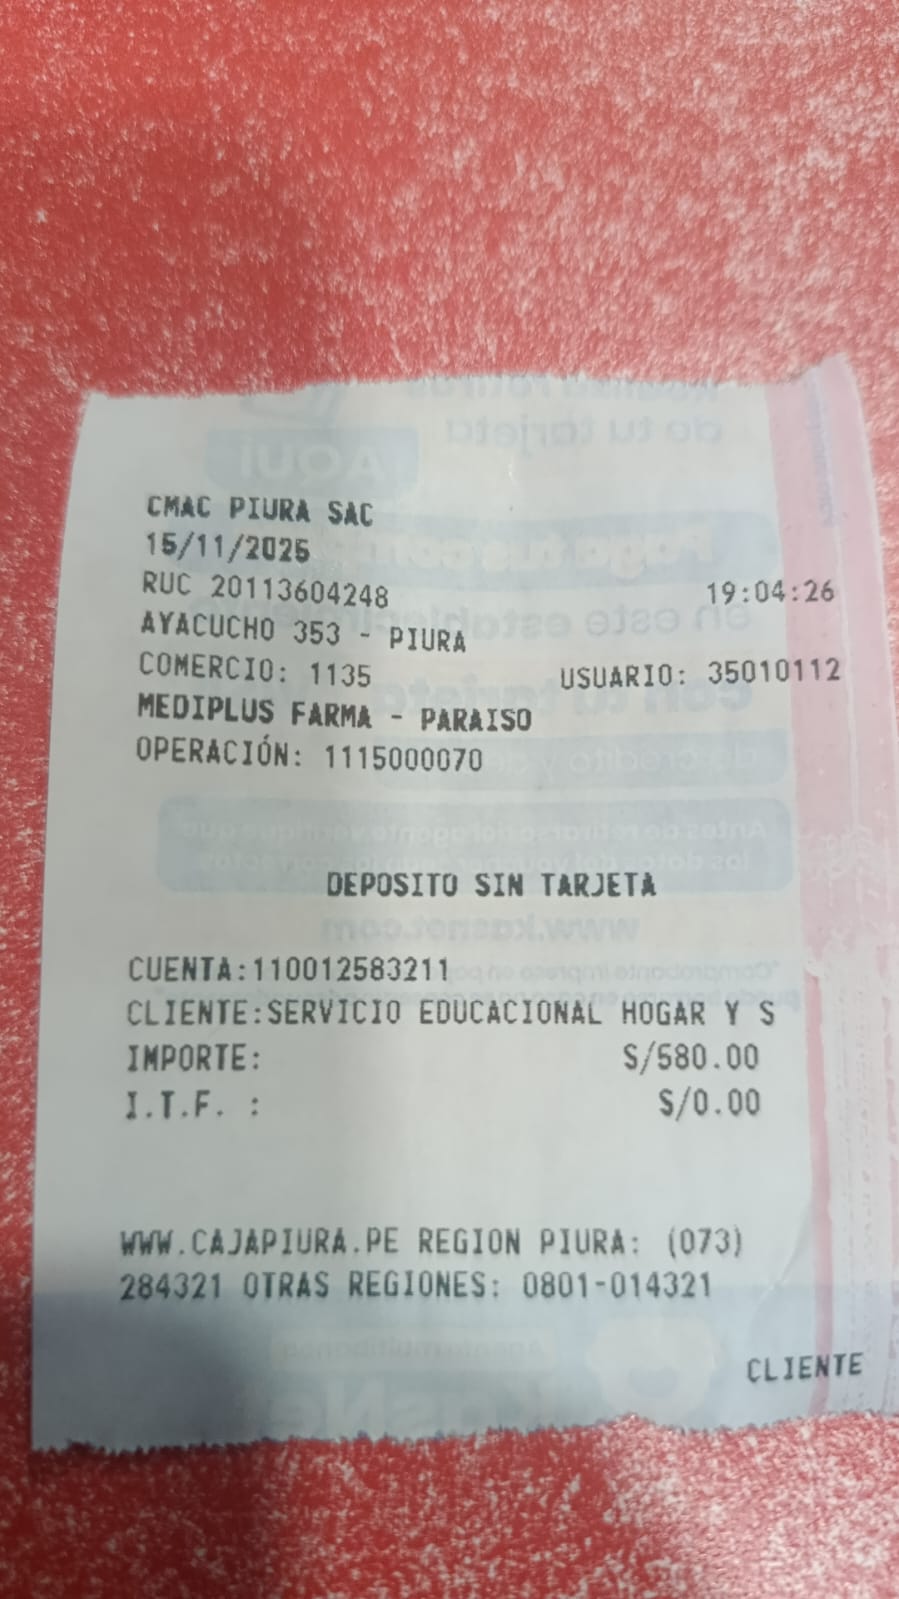 CMAC PIURA SAC
15/11/2025
RUC 20113604248 19:04:26
AYACUCHO 353 - PIURA
COMERCIO: 1135 USUARIO: 35010112
MEDIPLUS FARMA - PARAISO
OPERACIÓN: 1115000070
DEPOSITO SIN TARJETA
CUENTA:110012583211
CLIENTE:SERVICIO EDUCACIONAL HOGAR Y S
IMPORTE: S/580.00
I.T.F. : S/0.00
WWW.CAJAPIURA.PE REGION PIURA: (073)
284321 OTRAS REGIONES: 0801-014321
CLIENTE